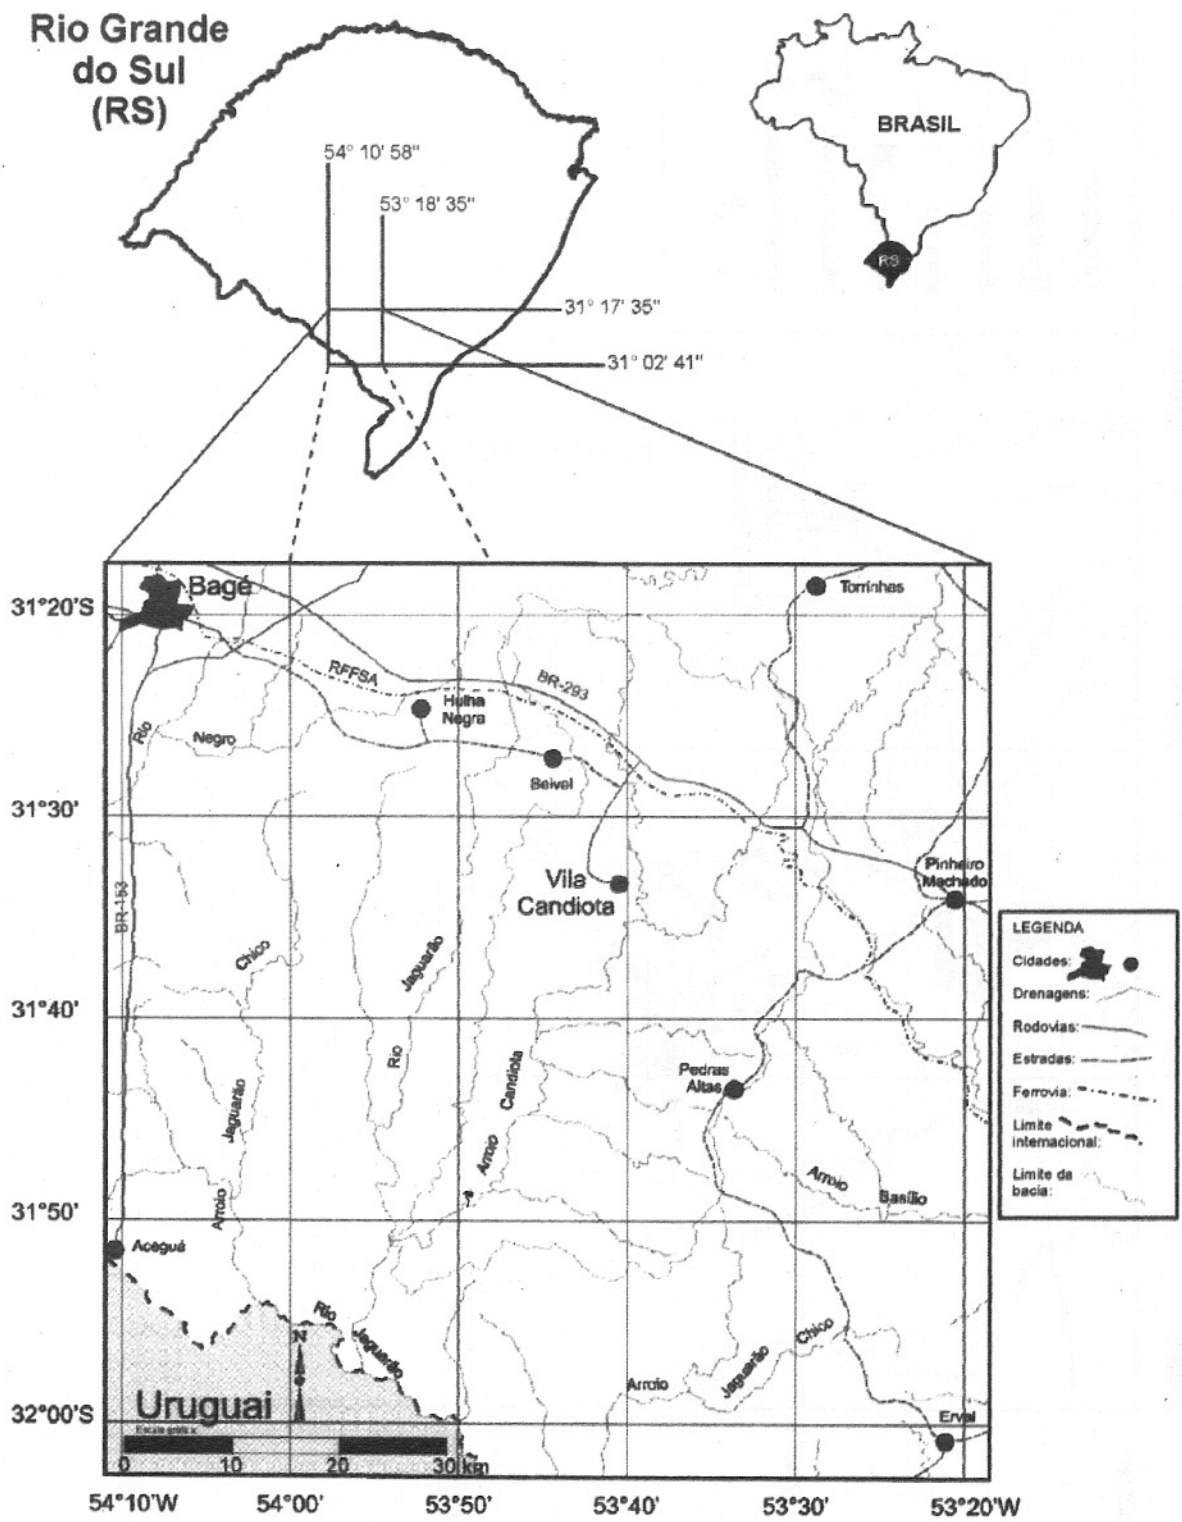 Rio Grande
do Sul
(RS)
BRASIL
RS
54° 10' 58"
53° 18' 35"
31° 17' 35"
31° 02' 41"
Bagé
Torrinhas
31°20'S
RFFSA
BR-293
Hulha
Negra
Rio
Negro
Beival
31°30'
Vila
Candiota
Pinheiro
Machado
BR-153
Chico
Jaguarão
LEGENDA
Cidades:
Drenagens:
Rodovias:
Estradas:
Ferrovia:
Limite
internacional:
Limite da
bacia:
31°40'
Rio
Candiota
Pedras
Altas
Jaguarão
Arroio
Arroio
Basílio
Arroio
31°50'
Aceguá
Rio
Jaguarão
N
Chico
Jaguarão
Arroio
Uruguai
32°00'S
Erval
Escala gráfica:
0 10 20 30 km
54°10'W 54°00' 53°50' 53°40' 53°30' 53°20'W